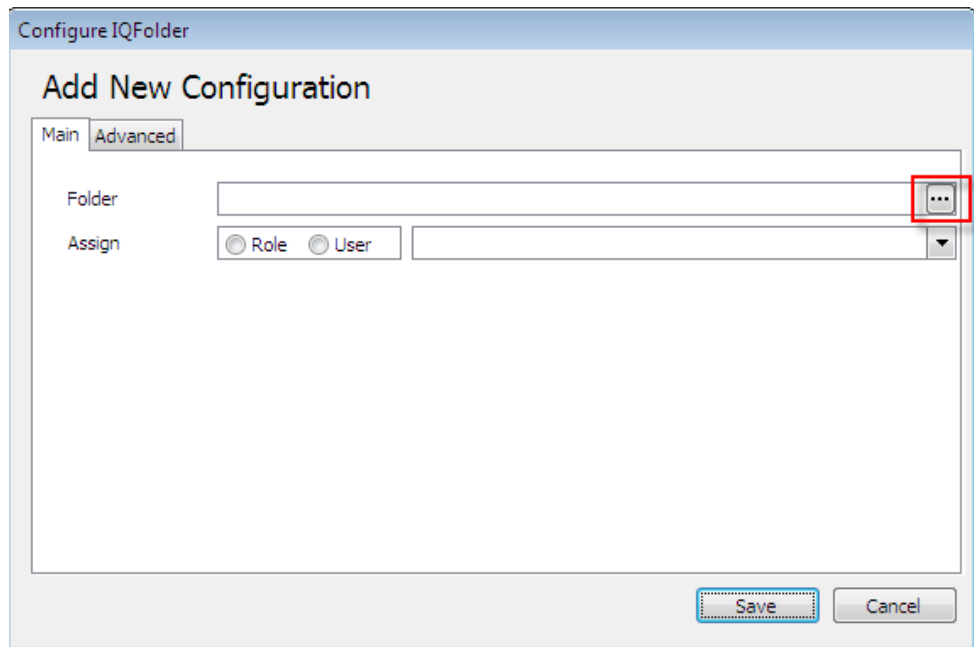 Configure IQFolder
Add New Configuration
Main Advanced
Folder ...
Assign Role User
Save Cancel